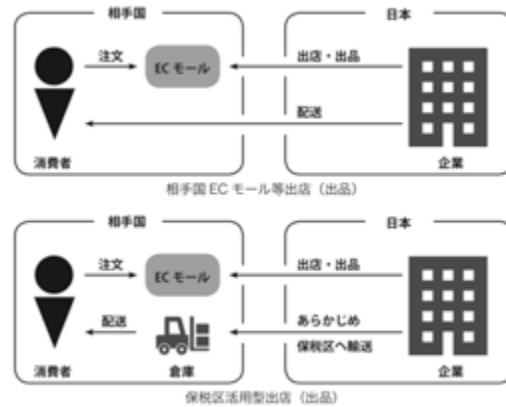 相手国
日本
注文
ECモール
出店・出品
配送
消費者
企業
相手国ECモール等出店（出品）
相手国
日本
注文
ECモール
出店・出品
配送
あらかじめ
保税区へ輸送
消費者
倉庫
企業
保税区活用型出店（出品）